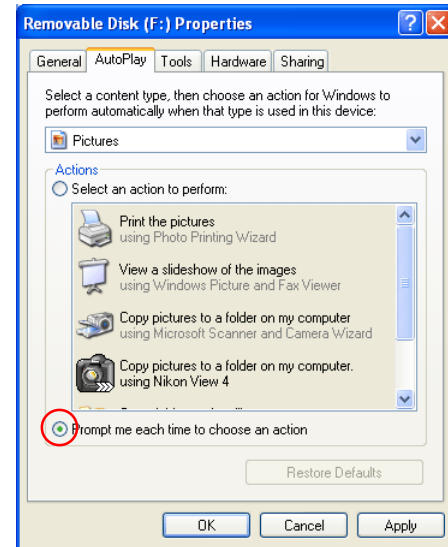 Removable Disk (F:) Properties
General AutoPlay Tools Hardware Sharing
Select a content type, then choose an action for Windows to
perform automatically when that type is used in this device:
Pictures
Actions
Select an action to perform:
Print the pictures
using Photo Printing Wizard
View a slideshow of the images
using Windows Picture and Fax Viewer
Copy pictures to a folder on my computer
using Microsoft Scanner and Camera Wizard
Copy pictures to a folder on my computer.
using Nikon View 4
Prompt me each time to choose an action
Restore Defaults
OK Cancel Apply